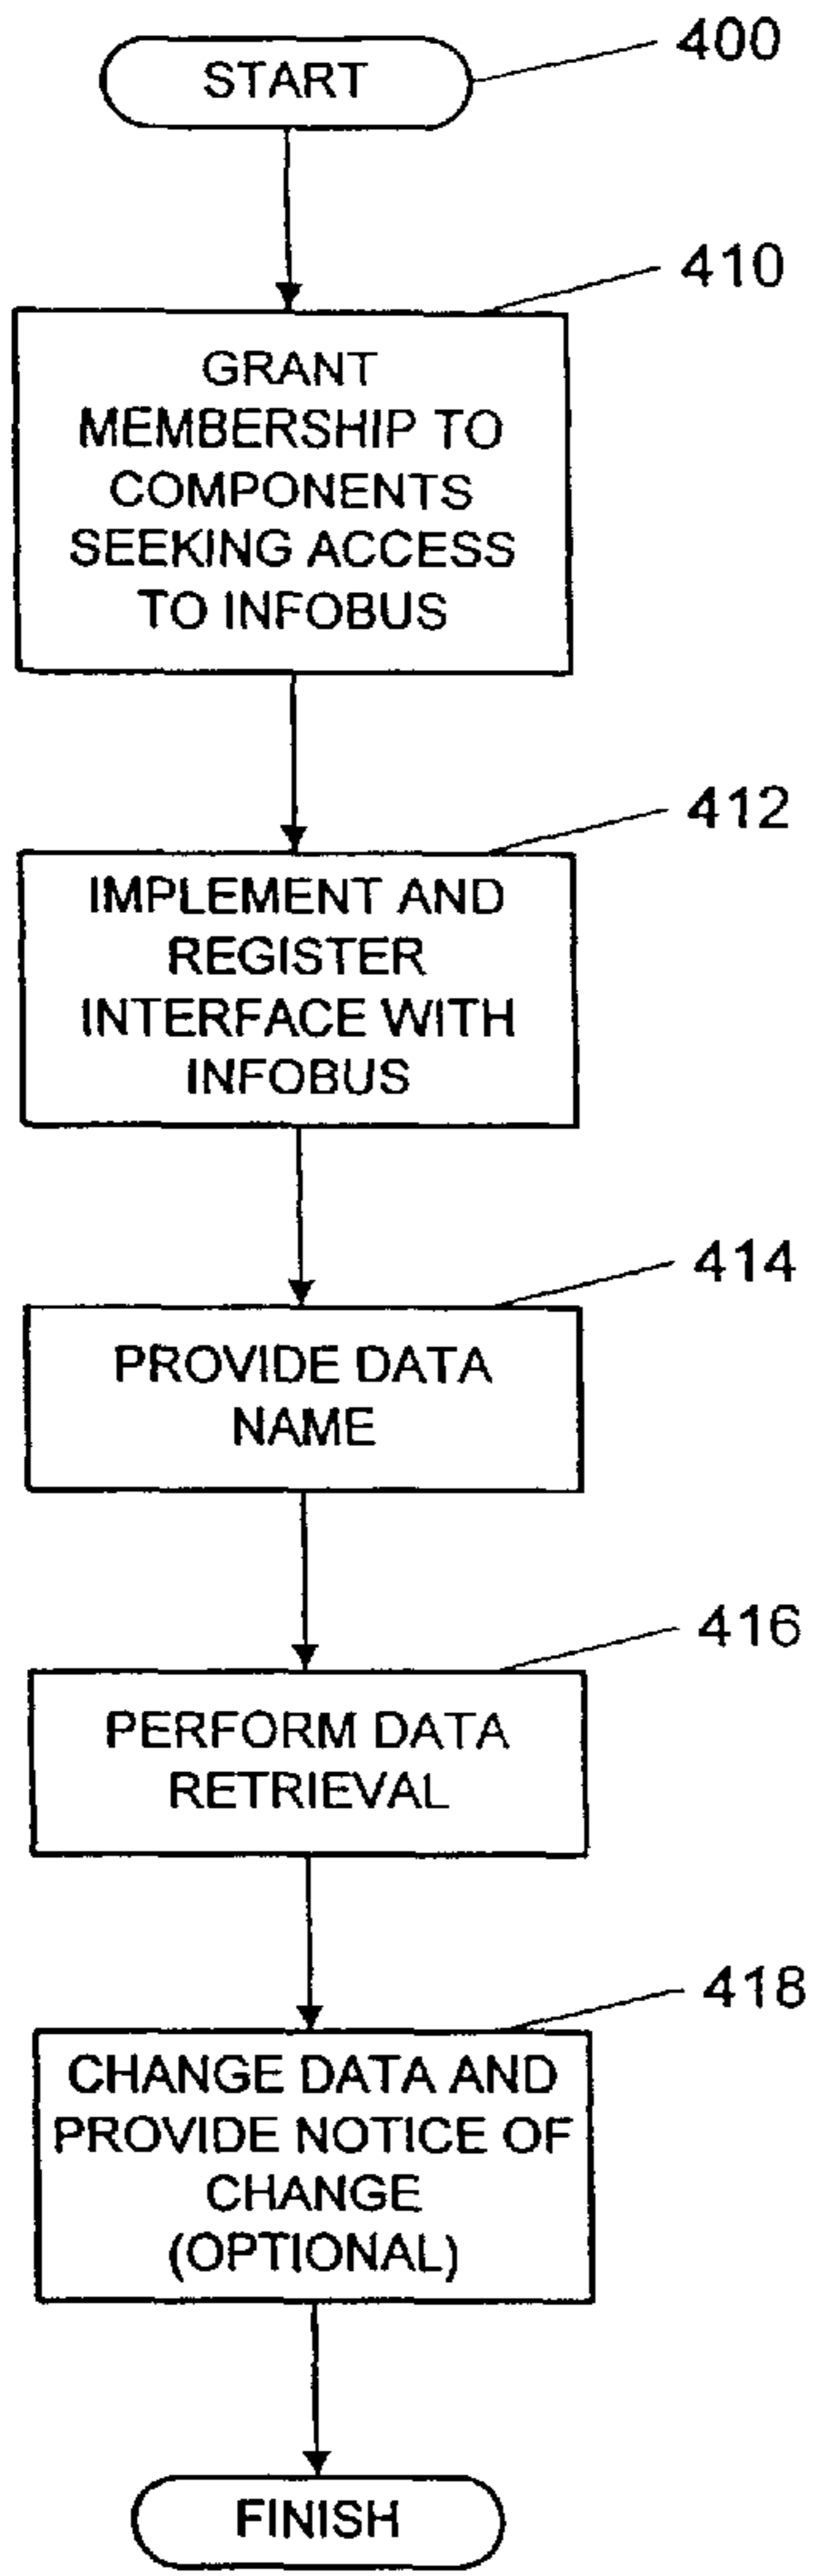 START
400
410
GRANT
MEMBERSHIP TO
COMPONENTS
SEEKING ACCESS
TO INFOBUS
412
IMPLEMENT AND
REGISTER
INTERFACE WITH
INFOBUS
414
PROVIDE DATA
NAME
416
PERFORM DATA
RETRIEVAL
418
CHANGE DATA AND
PROVIDE NOTICE OF
CHANGE
(OPTIONAL)
FINISH